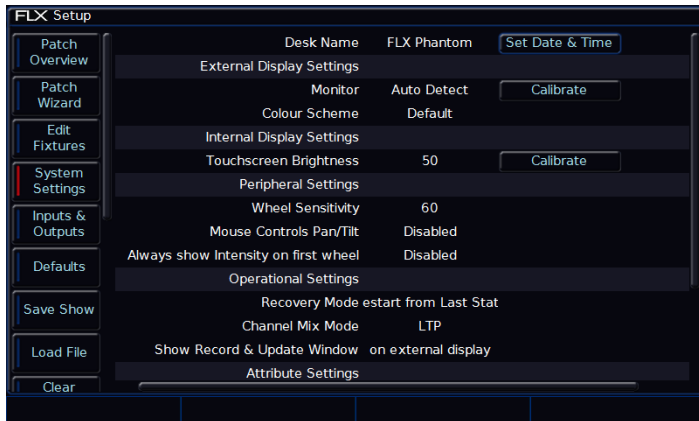 FLX Setup
Patch Overview
Patch Wizard
Edit Fixtures
System Settings
Inputs & Outputs
Defaults
Save Show
Load File
Clear
Desk Name FLX Phantom Set Date & Time
External Display Settings
Monitor Auto Detect Calibrate
Colour Scheme Default
Internal Display Settings
Touchscreen Brightness 50 Calibrate
Peripheral Settings
Wheel Sensitivity 60
Mouse Controls Pan/Tilt Disabled
Always show Intensity on first wheel Disabled
Operational Settings
Recovery Mode estart from Last Stat
Channel Mix Mode LTP
Show Record & Update Window on external display
Attribute Settings